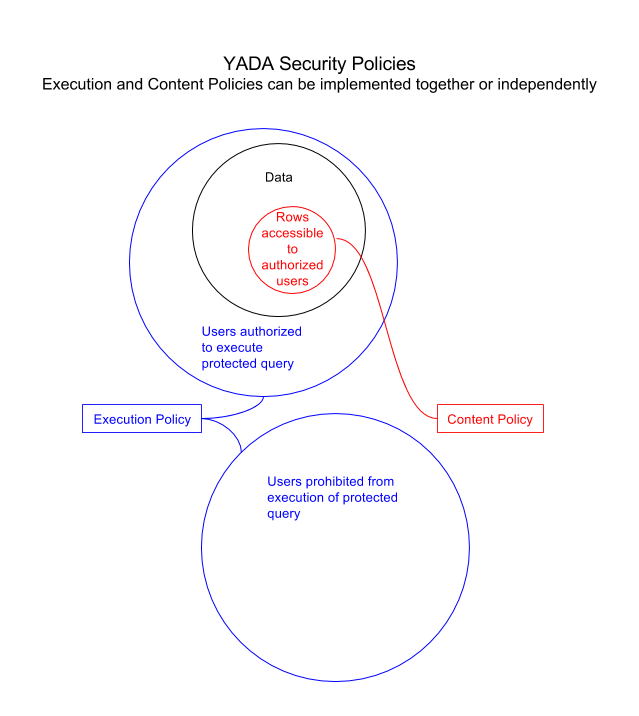 YADA Security Policies
Execution and Content Policies can be implemented together or independently
Data
Rows
accessible
to
authorized
users
Users authorized
to execute
protected query
Execution Policy
Content Policy
Users prohibited from
execution of protected
query